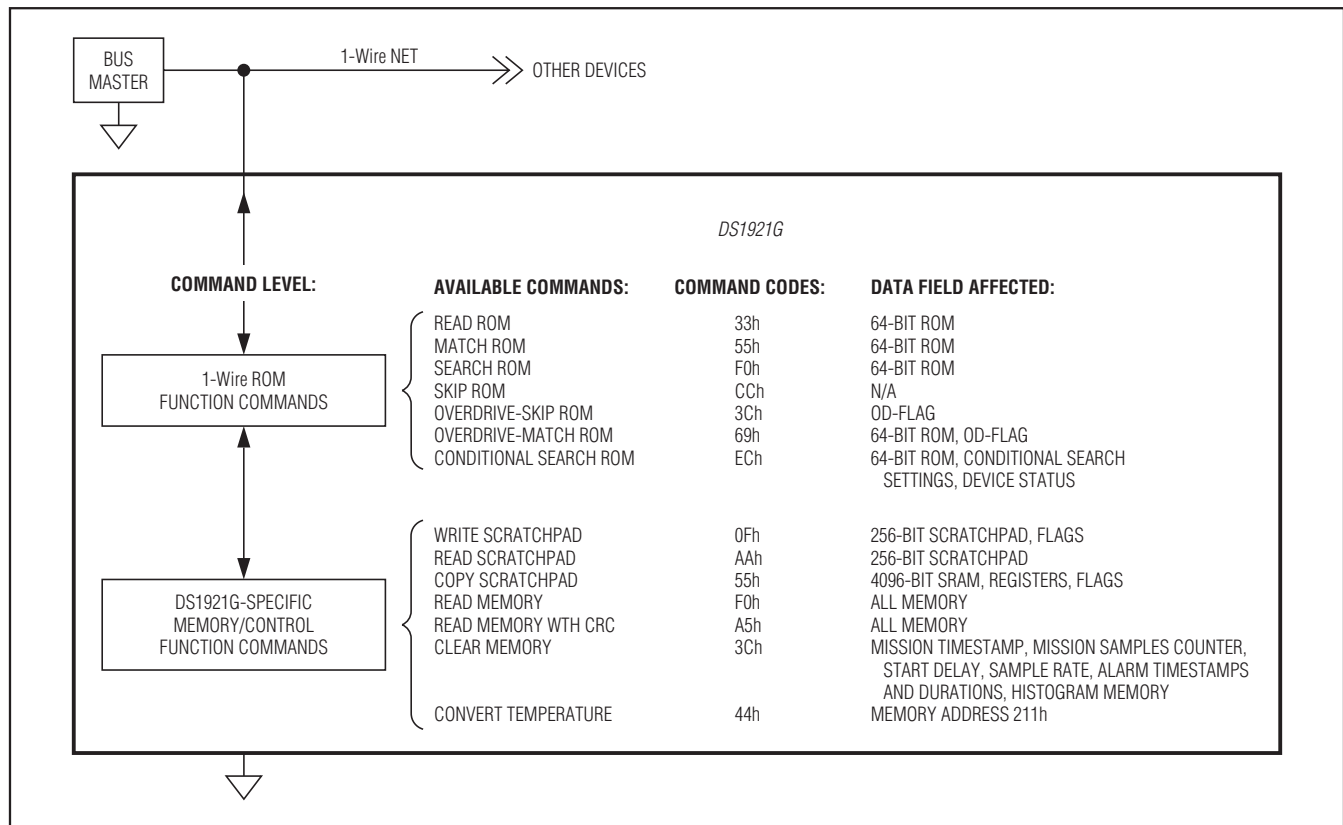 BUS
MASTER
1-Wire NET
OTHER DEVICES
DS1921G
COMMAND LEVEL: AVAILABLE COMMANDS: COMMAND CODES: DATA FIELD AFFECTED:
1-Wire ROM
FUNCTION COMMANDS
READ ROM 33h 64-BIT ROM
MATCH ROM 55h 64-BIT ROM
SEARCH ROM F0h 64-BIT ROM
SKIP ROM CCh N/A
OVERDRIVE-SKIP ROM 3Ch OD-FLAG
OVERDRIVE-MATCH ROM 69h 64-BIT ROM, OD-FLAG
CONDITIONAL SEARCH ROM ECh 64-BIT ROM, CONDITIONAL SEARCH
SETTINGS, DEVICE STATUS
DS1921G-SPECIFIC
MEMORY/CONTROL
FUNCTION COMMANDS
WRITE SCRATCHPAD 0Fh 256-BIT SCRATCHPAD, FLAGS
READ SCRATCHPAD AAh 256-BIT SCRATCHPAD
COPY SCRATCHPAD 55h 4096-BIT SRAM, REGISTERS, FLAGS
READ MEMORY F0h ALL MEMORY
READ MEMORY WTH CRC A5h ALL MEMORY
CLEAR MEMORY 3Ch MISSION TIMESTAMP, MISSION SAMPLES COUNTER,
START DELAY, SAMPLE RATE, ALARM TIMESTAMPS
AND DURATIONS, HISTOGRAM MEMORY
CONVERT TEMPERATURE 44h MEMORY ADDRESS 211h